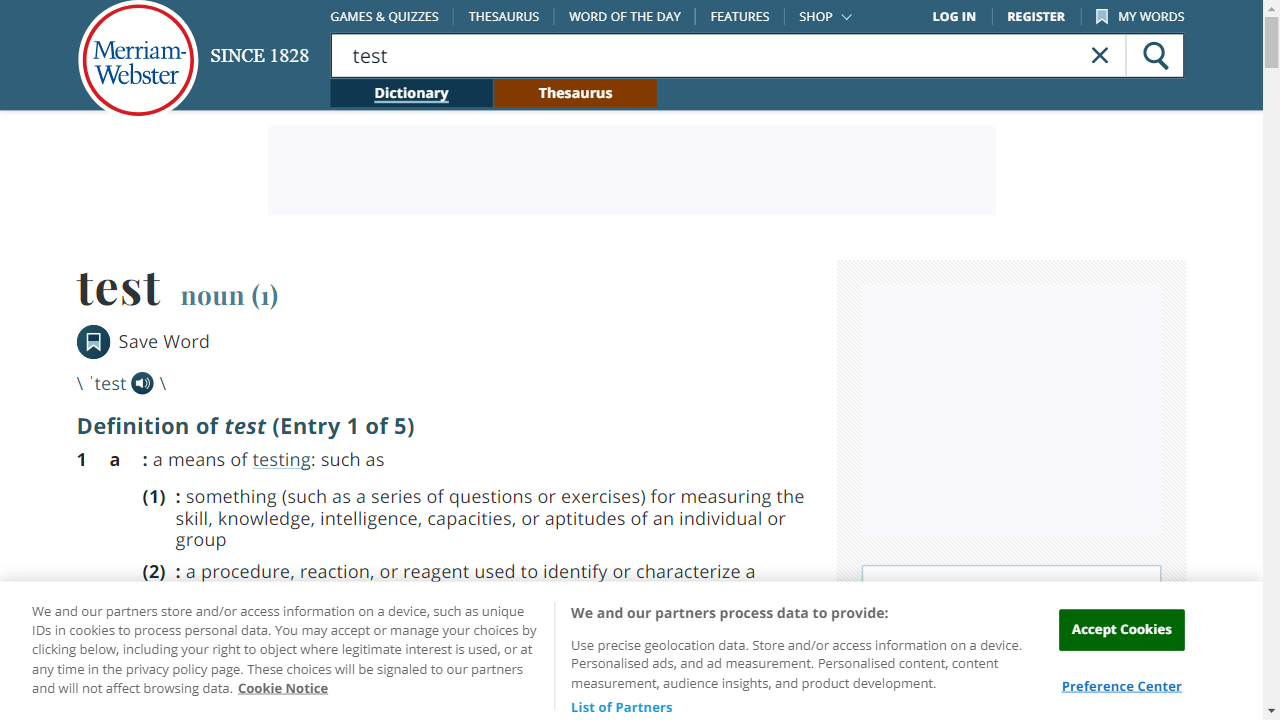 GAMES & QUIZZES THESAURUS WORD OF THE DAY FEATURES SHOP LOG IN REGISTER MY WORDS
Merriam-
Webster
SINCE 1828
test
Dictionary Thesaurus
test noun (1)
Save Word
\ ˈtest \
Definition of test (Entry 1 of 5)
1 a : a means of testing: such as
(1) : something (such as a series of questions or exercises) for measuring the
skill, knowledge, intelligence, capacities, or aptitudes of an individual or
group
(2) : a procedure, reaction, or reagent used to identify or characterize a
We and our partners store and/or access information on a device, such as unique
IDs in cookies to process personal data. You may accept or manage your choices by
clicking below, including your right to object where legitimate interest is used, or at
any time in the privacy policy page. These choices will be signaled to our partners
and will not affect browsing data. Cookie Notice
We and our partners process data to provide:
Use precise geolocation data. Store and/or access information on a device.
Personalised ads, and ad measurement. Personalised content, content
measurement, audience insights, and product development.
List of Partners
Accept Cookies
Preference Center